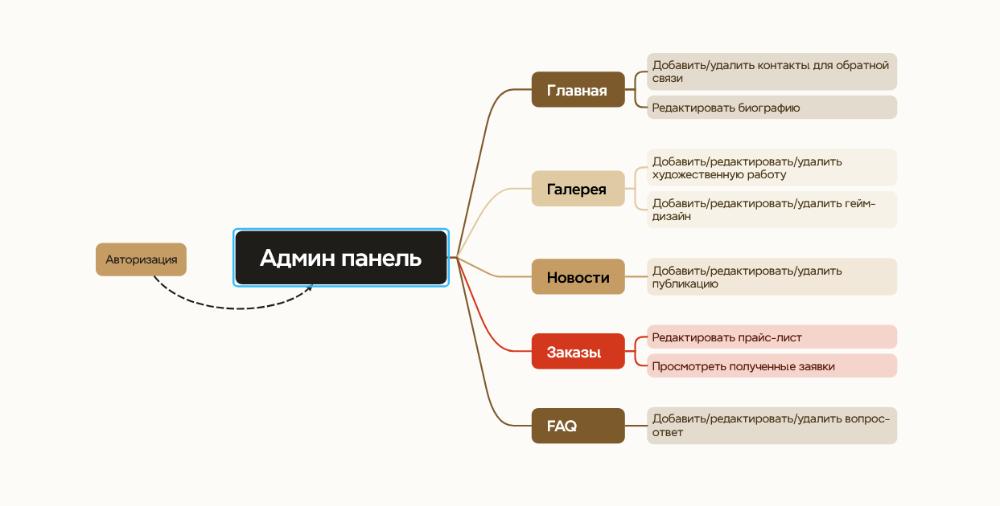 Авторизация
Админ панель
Главная
Добавить/удалить контакты для обратной
связи
Редактировать биографию
Галерея
Добавить/редактировать/удалить
художественную работу
Добавить/редактировать/удалить гейм-
дизайн
Новости
Добавить/редактировать/удалить
публикацию
Заказы
Редактировать прайс-лист
Просмотреть полученные заявки
FAQ
Добавить/редактировать/удалить вопрос-
ответ